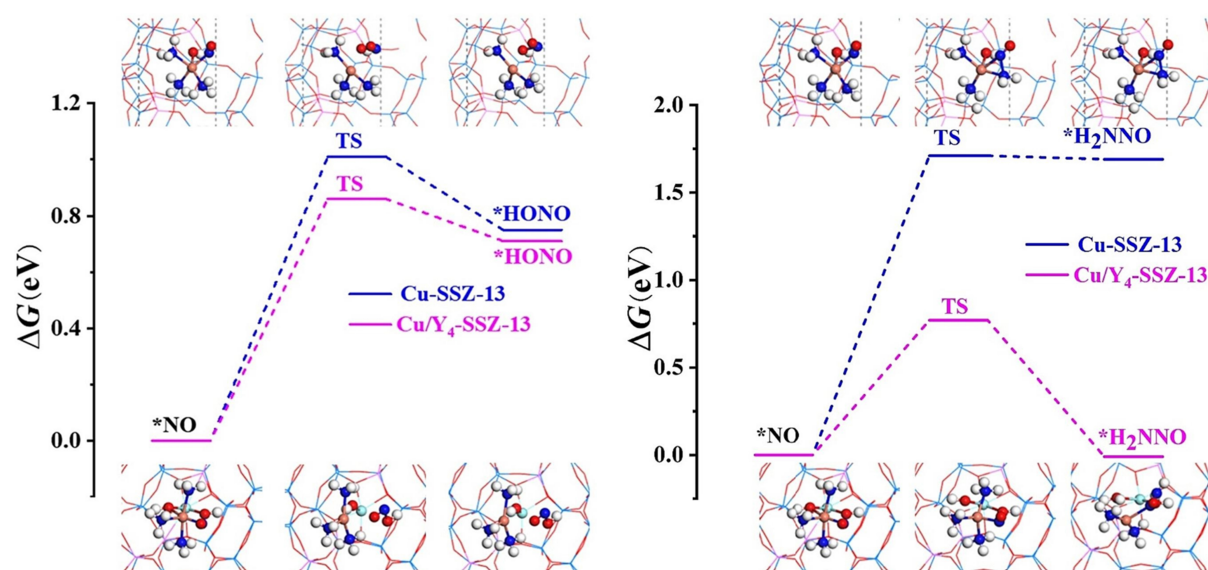 1.2
TS
TS
0.8
*HONO
*HONO
ΔG(eV)
Cu-SSZ-13
Cu/Y₄-SSZ-13
0.4
*NO
0.0
2.0
TS
*H₂NNO
1.5
Cu-SSZ-13
Cu/Y₄-SSZ-13
ΔG(eV)
1.0
TS
0.5
*NO
*H₂NNO
0.0